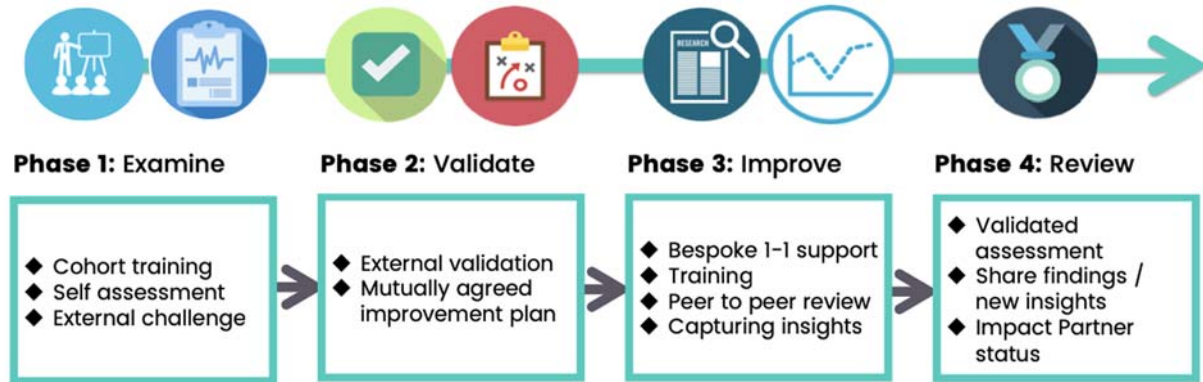 RESEARCH
Phase 1: Examine
Phase 2: Validate
Phase 3: Improve
Phase 4: Review
◆ Cohort training
◆ Self assessment
◆ External challenge
◆ External validation
◆ Mutually agreed
improvement plan
◆ Bespoke 1-1 support
◆ Training
◆ Peer to peer review
◆ Capturing insights
◆ Validated
assessment
◆ Share findings /
new insights
◆ Impact Partner
status